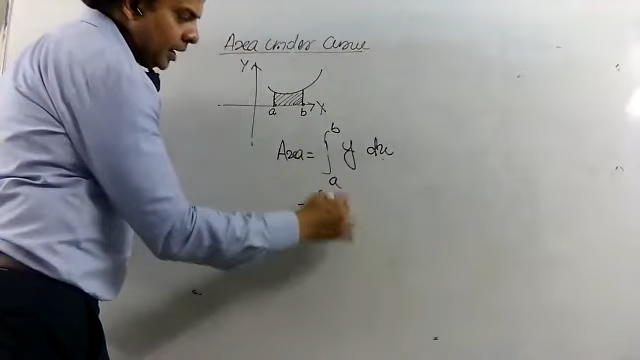 Area under Curve
Y
a b X
Area = ∫ₐᵇ y dx
= ∫